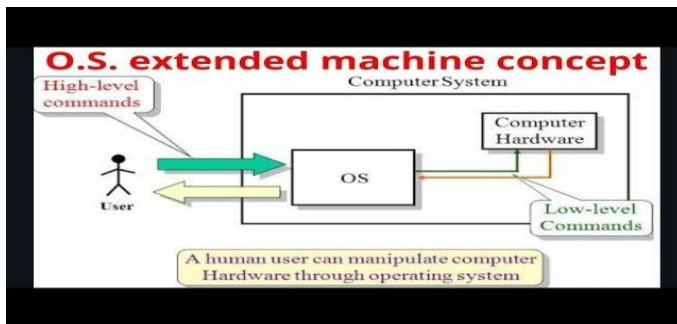 O.S. extended machine concept
High-level
commands
Computer System
Computer
Hardware
OS
User
Low-level
Commands
A human user can manipulate computer
Hardware through operating system